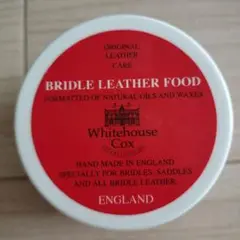 ORIGINAL
LEATHER
CARE
BRIDLE LEATHER FOOD
FORMATTED OF NATURAL OILS AND WAXES
Whitehouse
Cox
HAND MADE IN ENGLAND
SPECIALLY FOR BRIDLES, SADDLES
AND ALL BRIDLE LEATHER.
ENGLAND